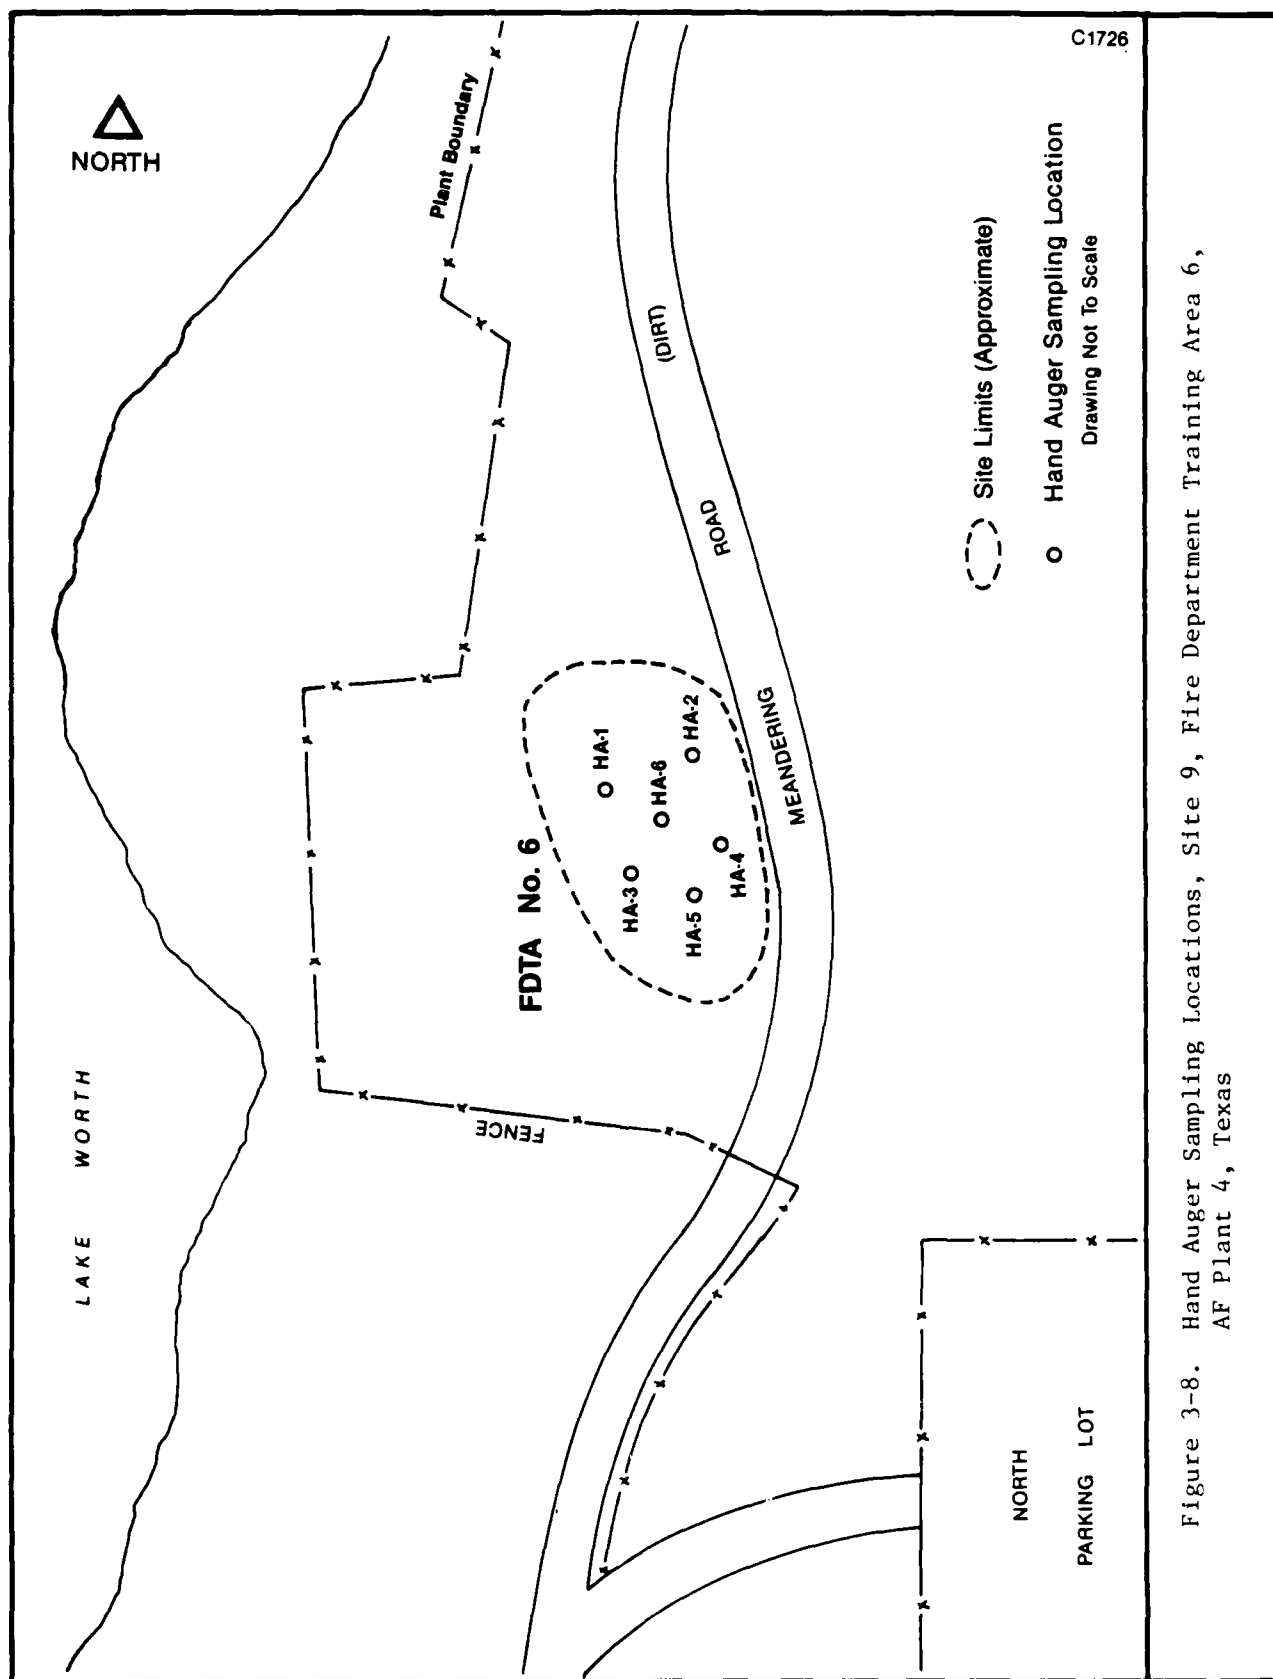 C1726
NORTH
LAKE WORTH
Plant Boundary
FENCE
FDTA No. 6
HA-1
HA-2
HA-3
HA-4
HA-5
HA-6
MEANDERING ROAD (DIRT)
NORTH
PARKING LOT
Site Limits (Approximate)
Hand Auger Sampling Location
Drawing Not To Scale
Figure 3-8. Hand Auger Sampling Locations, Site 9, Fire Department Training Area 6,
AF Plant 4, Texas